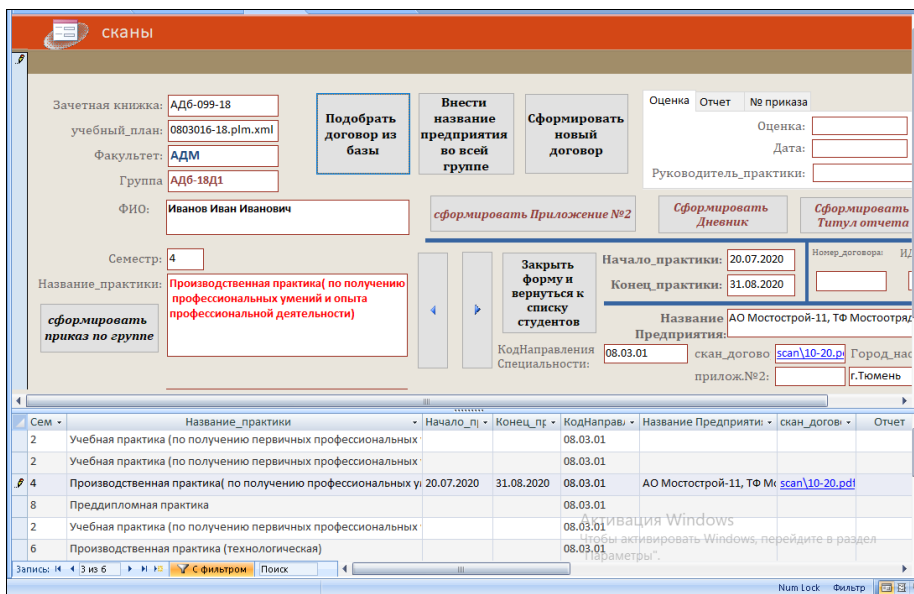 сканы
Зачетная книжка: АДб-099-18
учебный_план: 0803016-18.plm.xml
Факультет: АДМ
Группа АДб-18Д1
ФИО: Иванов Иван Иванович
Семестр: 4
Название_практики: Производственная практика( по получению
профессиональных умений и опыта
профессиональной деятельности)
сформировать
приказ по группе
Подобрать
договор из
базы
Внести
название
предприятия
во всей
группе
Сформировать
новый
договор
Оценка Отчет № приказа
Оценка:
Дата:
Руководитель_практики:
сформировать Приложение №2
Сформировать
Дневник
Сформировать
Титул отчета
Закрыть
форму и
вернуться к
списку
студентов
Начало_практики: 20.07.2020
Конец_практики: 31.08.2020
Номер_договора:
Название
Предприятия:
АО Мостострой-11, ТФ Мостоотряд
КодНаправления
Специальности:
08.03.01
скан_догово scan\10-20.p Город_нас
прилож.№2: г.Тюмень
Сем Название_практики Начало_п Конец_пр КодНаправл Название Предприяти: скан_догов Отчет
2 Учебная практика (по получению первичных профессиональных 08.03.01
2 Учебная практика (по получению первичных профессиональных 08.03.01
4 Производственная практика( по получению профессиональных у 20.07.2020 31.08.2020 08.03.01 АО Мостострой-11, ТФ Мо scan\10-20.pdf
8 Преддипломная практика 08.03.01
2 Учебная практика (по получению первичных профессиональных 08.03.01
6 Производственная практика (технологическая) 08.03.01
Активация Windows
Чтобы активировать Windows, перейдите в раздел
"Параметры".
Запись: 3 из 6 С фильтром Поиск
Num Lock Фильтр